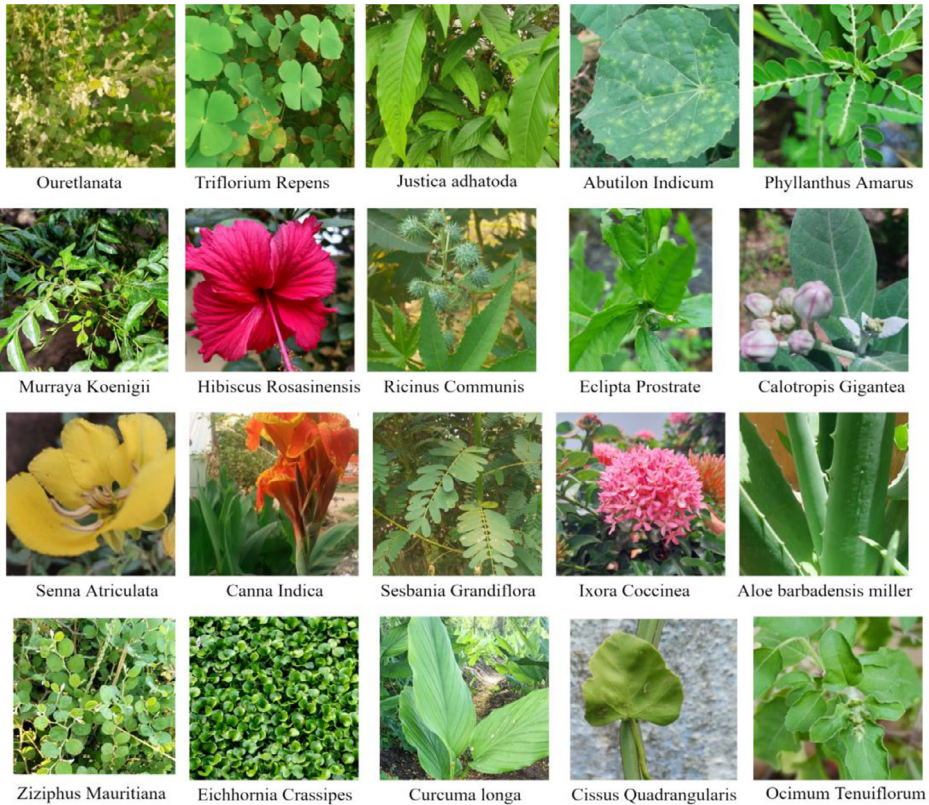 Ouretlanata
Triflorium Repens
Justica adhatoda
Abutilon Indicum
Phyllanthus Amarus
Murraya Koenigii
Hibiscus Rosasinensis
Ricinus Communis
Eclipta Prostrate
Calotropis Gigantea
Senna Atriculata
Canna Indica
Sesbania Grandiflora
Ixora Coccinea
Aloe barbadensis miller
Ziziphus Mauritiana
Eichhornia Crassipes
Curcuma longa
Cissus Quadrangularis
Ocimum Tenuiflorum